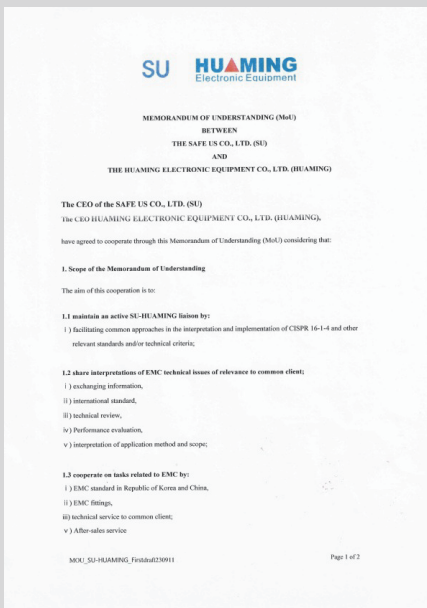 SU
HUAMING
Electronic Equipment
MEMORANDUM OF UNDERSTANDING (MoU)
BETWEEN
THE SAFE US CO., LTD. (SU)
AND
THE HUAMING ELECTRONIC EQUIPMENT CO., LTD. (HUAMING)
The CEO of the SAFE US CO., LTD. (SU)
The CEO HUAMING ELECTRONIC EQUIPMENT CO., LTD. (HUAMING),
have agreed to cooperate through this Memorandum of Understanding (MoU) considering that:
1. Scope of the Memorandum of Understanding
The aim of this cooperation is to:
1.1 maintain an active SU-HUAMING liaison by:
i ) facilitating common approaches in the interpretation and implementation of CISPR 16-1-4 and other
relevant standards and/or technical criteria;
1.2 share interpretations of EMC technical issues of relevance to common client;
i ) exchanging information,
ii ) international standard,
iii ) technical review,
iv ) Performance evaluation,
v ) interpretation of application method and scope;
1.3 cooperate on tasks related to EMC by:
i ) EMC standard in Republic of Korea and China,
ii ) EMC fittings,
iii) technical service to common client;
v ) After-sales service
MOU_SU-HUAMING_Firstdraft230911
Page 1 of 2